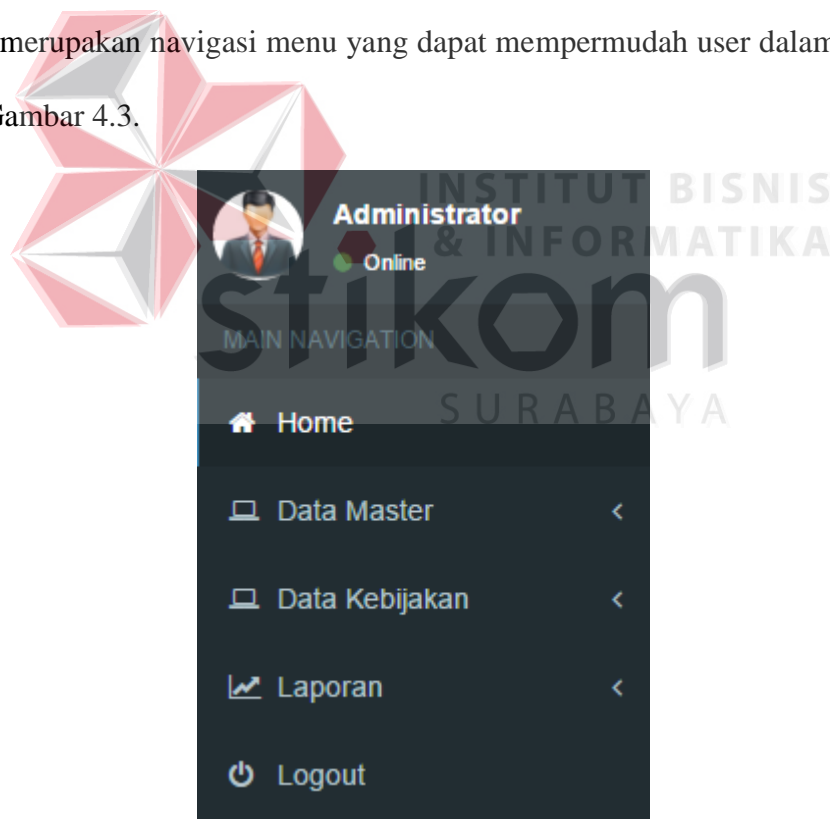 merupakan navigasi menu yang dapat mempermudah user dalam
Gambar 4.3.
INSTITUT BISNIS
& INFORMATIKA
stikom
SURABAYA
Administrator
Online
MAIN NAVIGATION
Home
Data Master
Data Kebijakan
Laporan
Logout